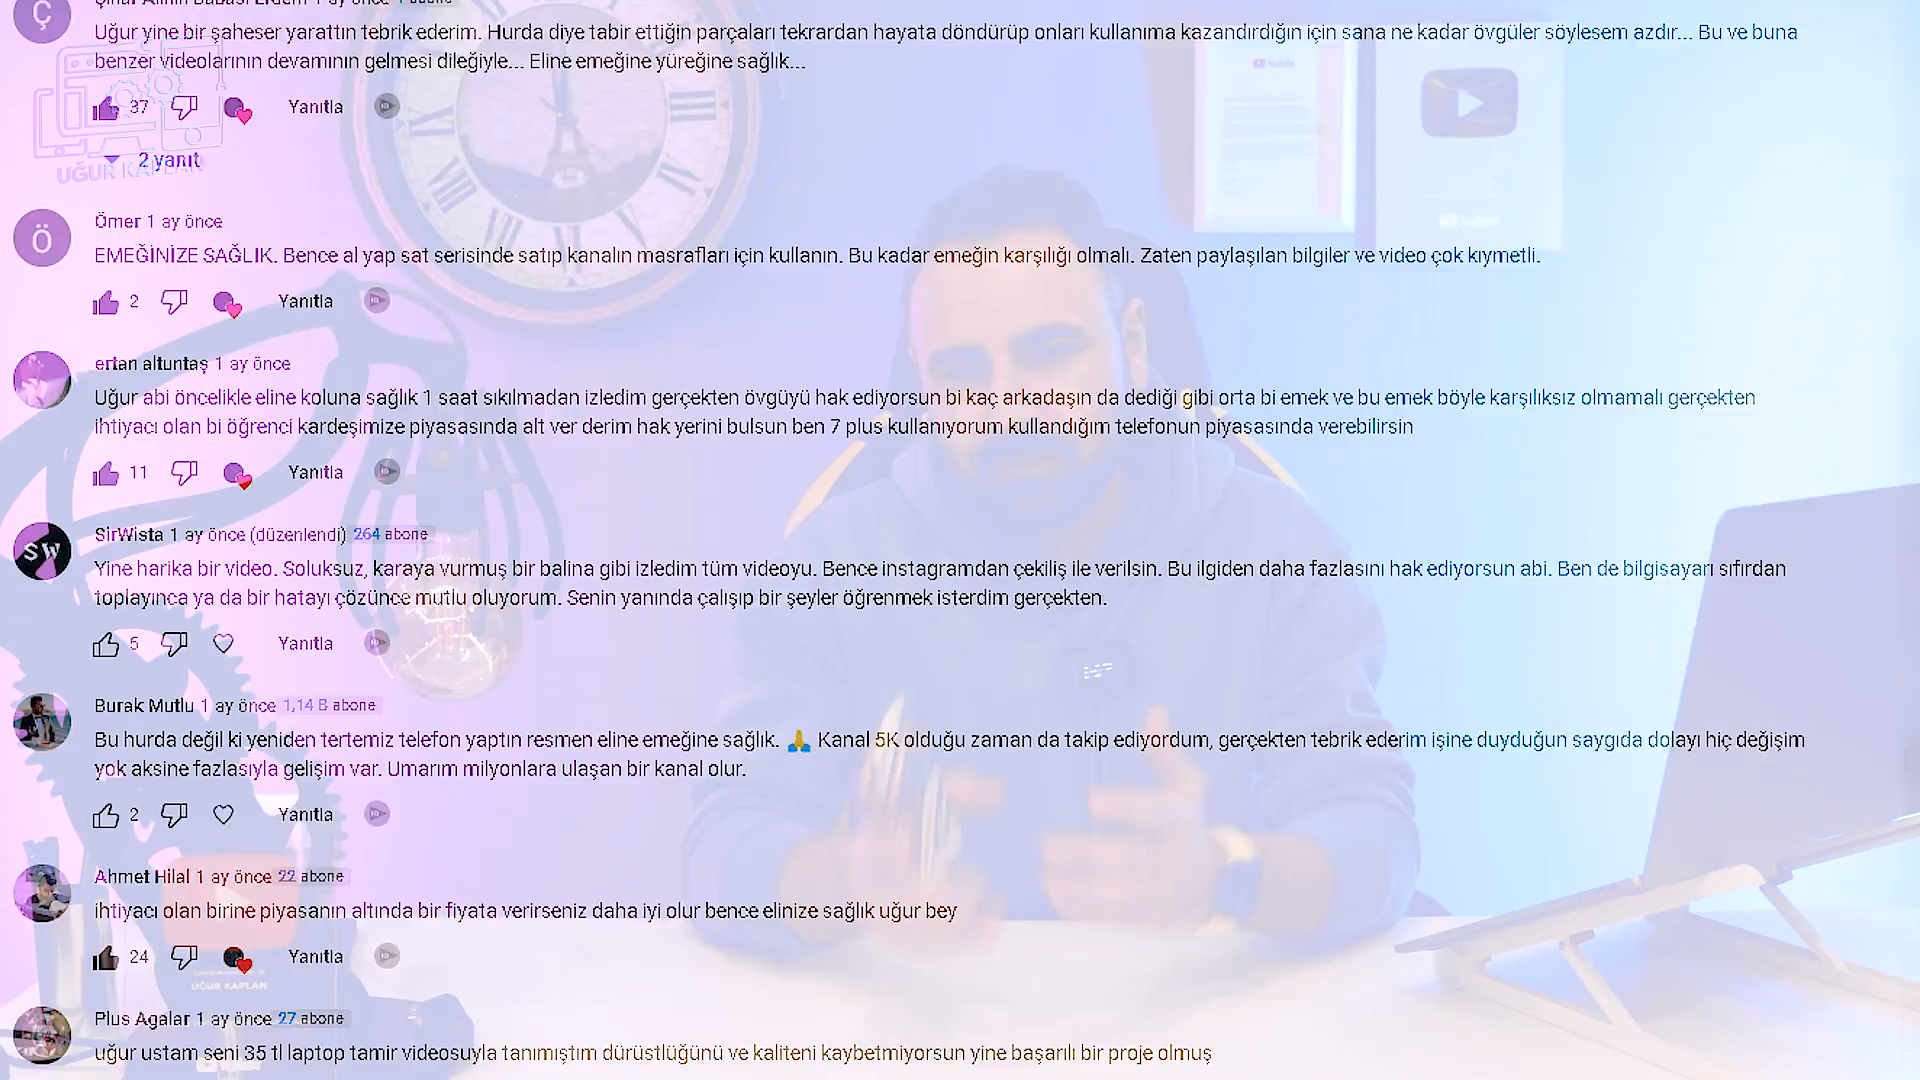 Çınar Alinin Babası Erdem 1 ay önce 1 abone
Uğur yine bir şaheser yarattın tebrik ederim. Hurda diye tabir ettiğin parçaları tekrardan hayata döndürüp onları kullanıma kazandırdığın için sana ne kadar övgüler söylesem azdır... Bu ve buna
benzer videolarının devamının gelmesi dileğiyle... Eline emeğine yüreğine sağlık...
37 Yanıtla
2 yanıt
UĞUR KAPLAN
Ömer 1 ay önce
EMEĞİNİZE SAĞLIK. Bence al yap sat serisinde satıp kanalın masrafları için kullanın. Bu kadar emeğin karşılığı olmalı. Zaten paylaşılan bilgiler ve video çok kıymetli.
2 Yanıtla
ertan altuntaş 1 ay önce
Uğur abi öncelikle eline koluna sağlık 1 saat sıkılmadan izledim gerçekten övgüyü hak ediyorsun bi kaç arkadaşın da dediği gibi orta bi emek ve bu emek böyle karşılıksız olmamalı gerçekten
ihtiyacı olan bi öğrenci kardeşimize piyasasında alt ver derim hak yerini bulsun ben 7 plus kullanıyorum kullandığım telefonun piyasasında verebilirsin
11 Yanıtla
SW
SirWista 1 ay önce (düzenlendi) 264 abone
Yine harika bir video. Soluksuz, karaya vurmuş bir balina gibi izledim tüm videoyu. Bence instagramdan çekiliş ile verilsin. Bu ilgiden daha fazlasını hak ediyorsun abi. Ben de bilgisayarı sıfırdan
toplayınca ya da bir hatayı çözünce mutlu oluyorum. Senin yanında çalışıp bir şeyler öğrenmek isterdim gerçekten.
5 Yanıtla
Burak Mutlu 1 ay önce 1,14 B abone
Bu hurda değil ki yeniden tertemiz telefon yaptın resmen eline emeğine sağlık. 🙏 Kanal 5K olduğu zaman da takip ediyordum, gerçekten tebrik ederim işine duyduğun saygıda dolayı hiç değişim
yok aksine fazlasıyla gelişim var. Umarım milyonlara ulaşan bir kanal olur.
2 Yanıtla
Ahmet Hilal 1 ay önce 22 abone
ihtiyacı olan birine piyasanın altında bir fiyata verirseniz daha iyi olur bence elinize sağlık uğur bey
24 Yanıtla
UĞUR KAPLAN
Plus Agalar 1 ay önce 27 abone
uğur ustam seni 35 tl laptop tamir videosuyla tanımıştım dürüstlüğünü ve kaliteni kaybetmiyorsun yine başarılı bir proje olmuş